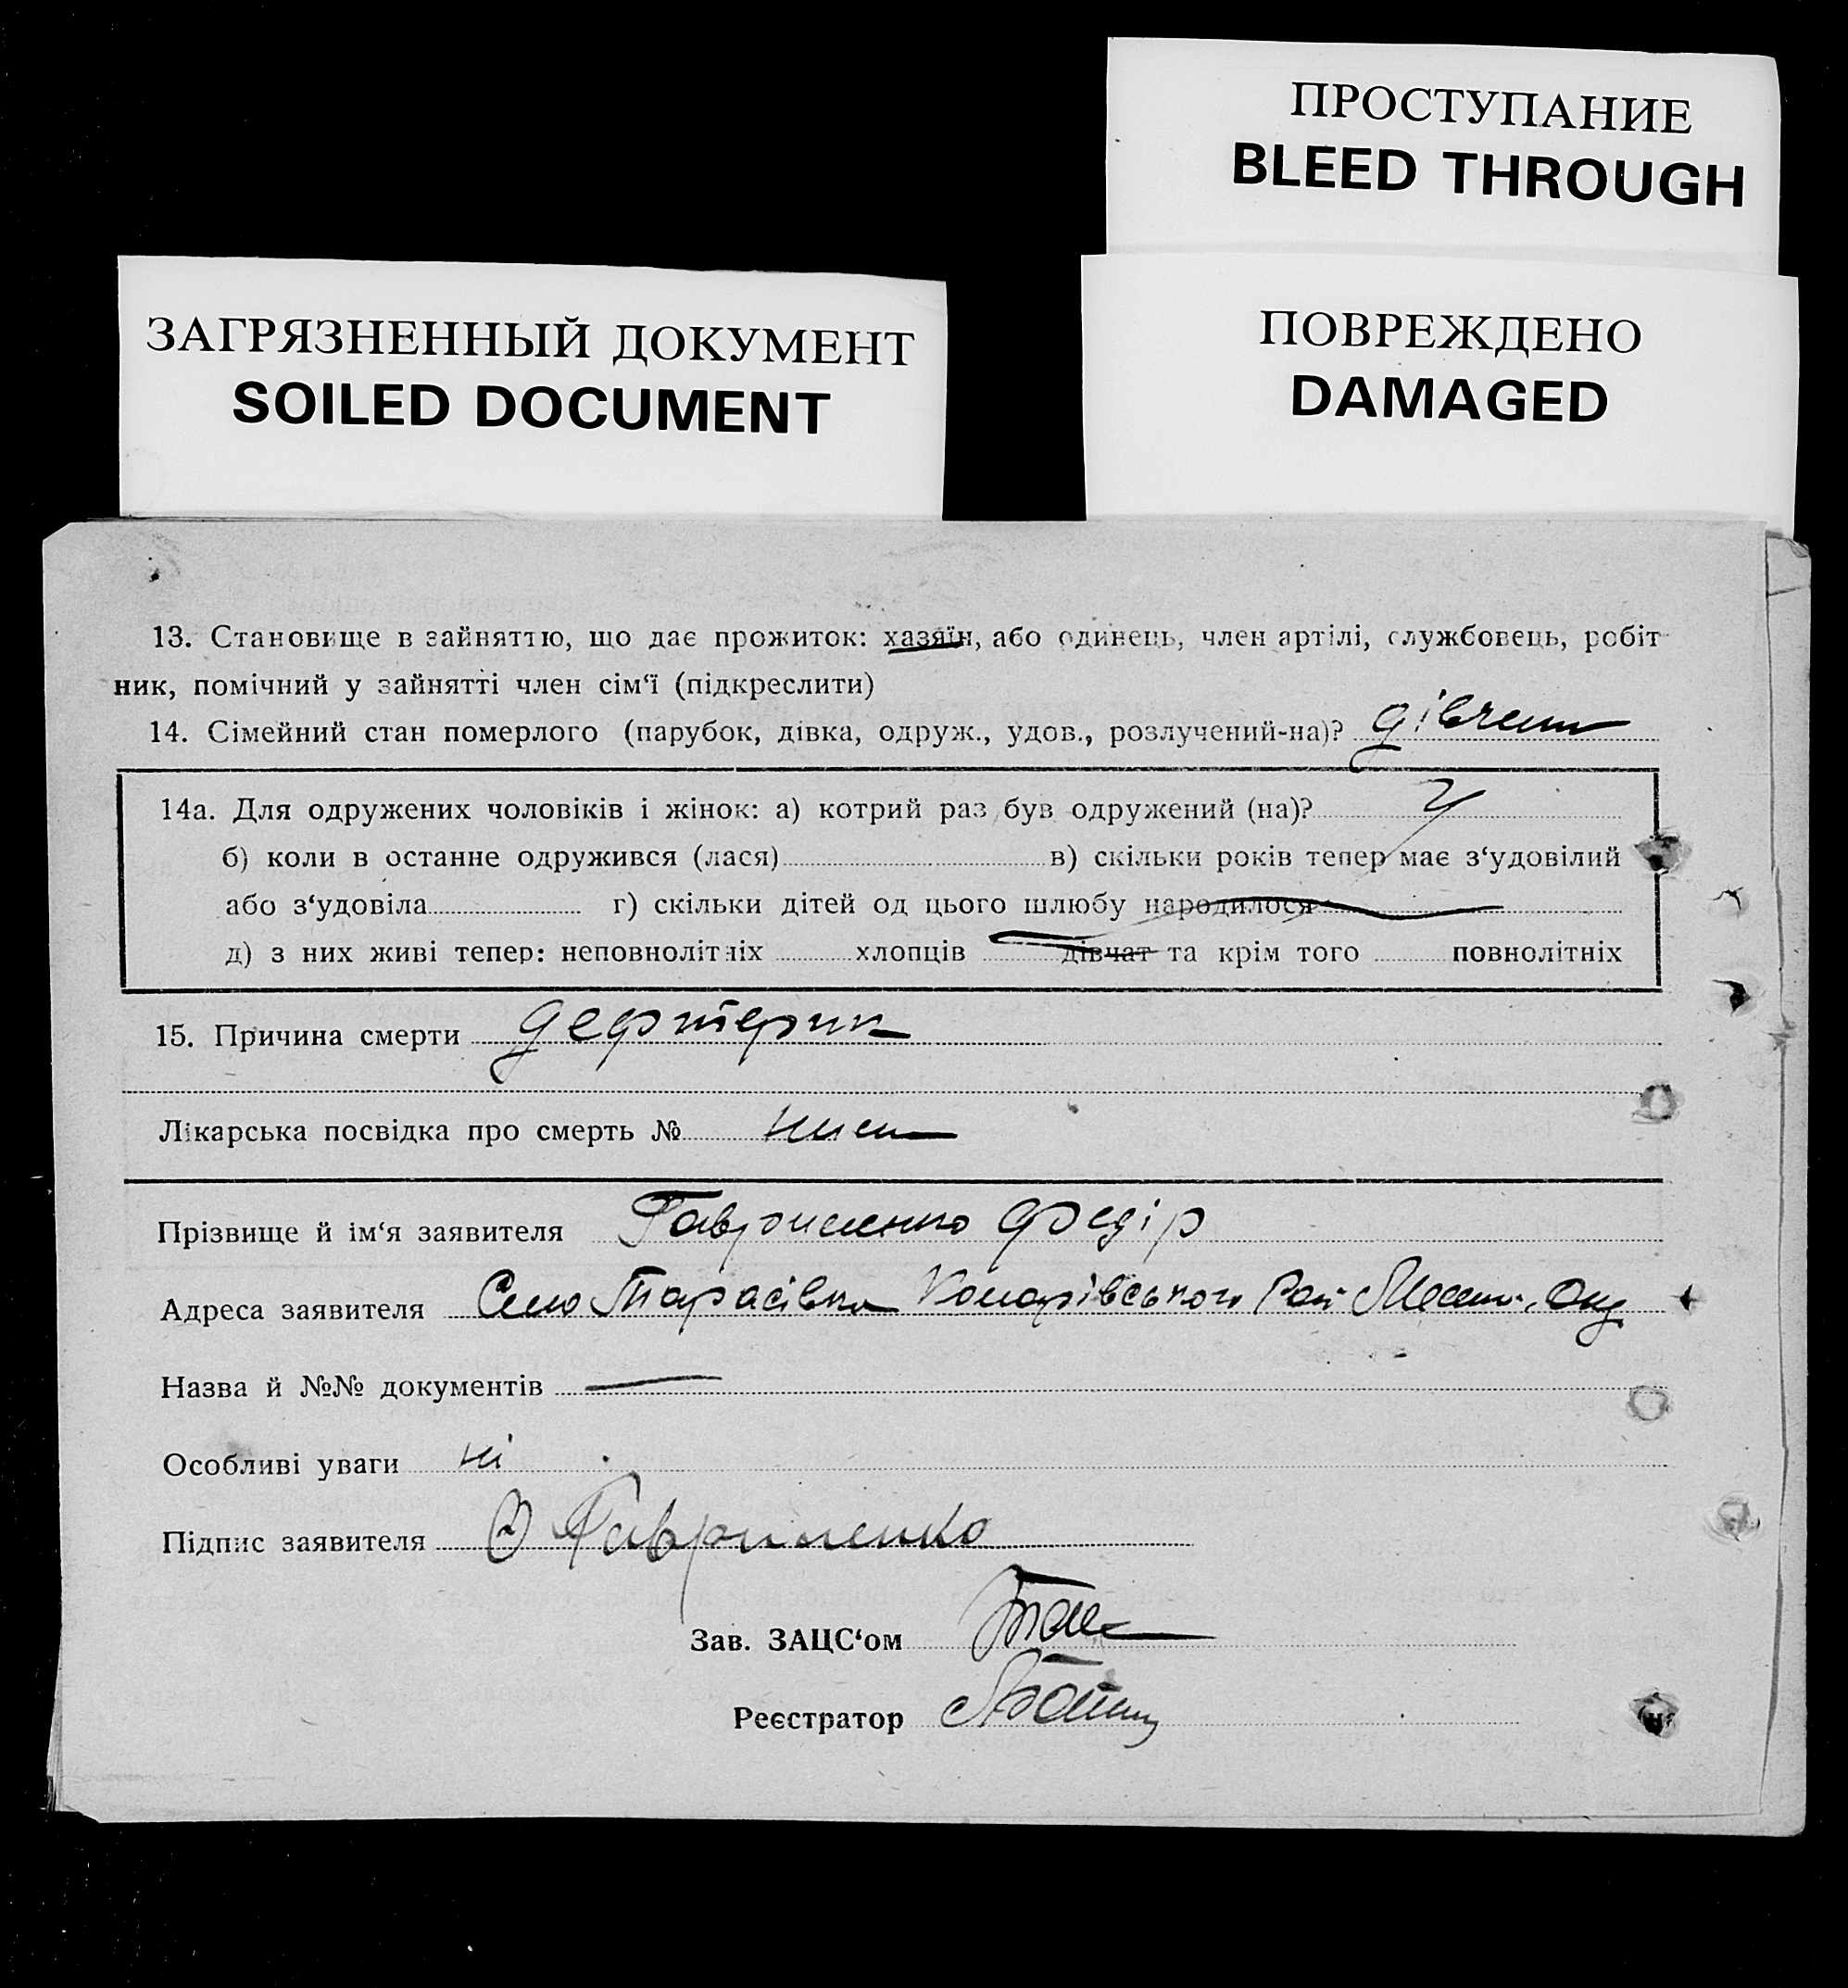 ПРОСТУПАНИЕ
BLEED THROUGH
ЗАГРЯЗНЕННЫЙ ДОКУМЕНТ
SOILED DOCUMENT
ПОВРЕЖДЕНО
DAMAGED
13. Становище в зайняттю, що дає прожиток: хазяїн, або одинець, член артілі, службовець, робіт-
ник, помічний у зайнятті член сім‘ї (підкреслити)
14. Сімейний стан померлого (парубок, дівка, одруж., удов., розлучений-на)?
14а. Для одружених чоловіків і жінок: а) котрий раз був одружений (на)?
б) коли в останне одружився (лася) в) скільки років тепер має з‘удовілий
або з‘удовіла г) скільки дітей од цього шлюбу народилося
д) з них живі тепер: неповнолітніх хлопців дівчат та крім того повнолітніх
15. Причина смерти дефтерит
Лікарська посвідка про смерть №
Прізвище й ім‘я заявителя Гавриленко Федір
Адреса заявителя Село Тарасівка Комарівського Рай
Назва й №№ документів —
Особливі уваги ні
Підпис заявителя Гавриленко
Зав. ЗАЦС‘ом
Реєстратор